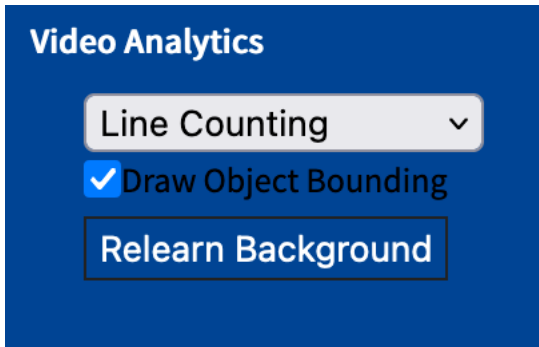 Video Analytics
Line Counting
Draw Object Bounding
Relearn Background